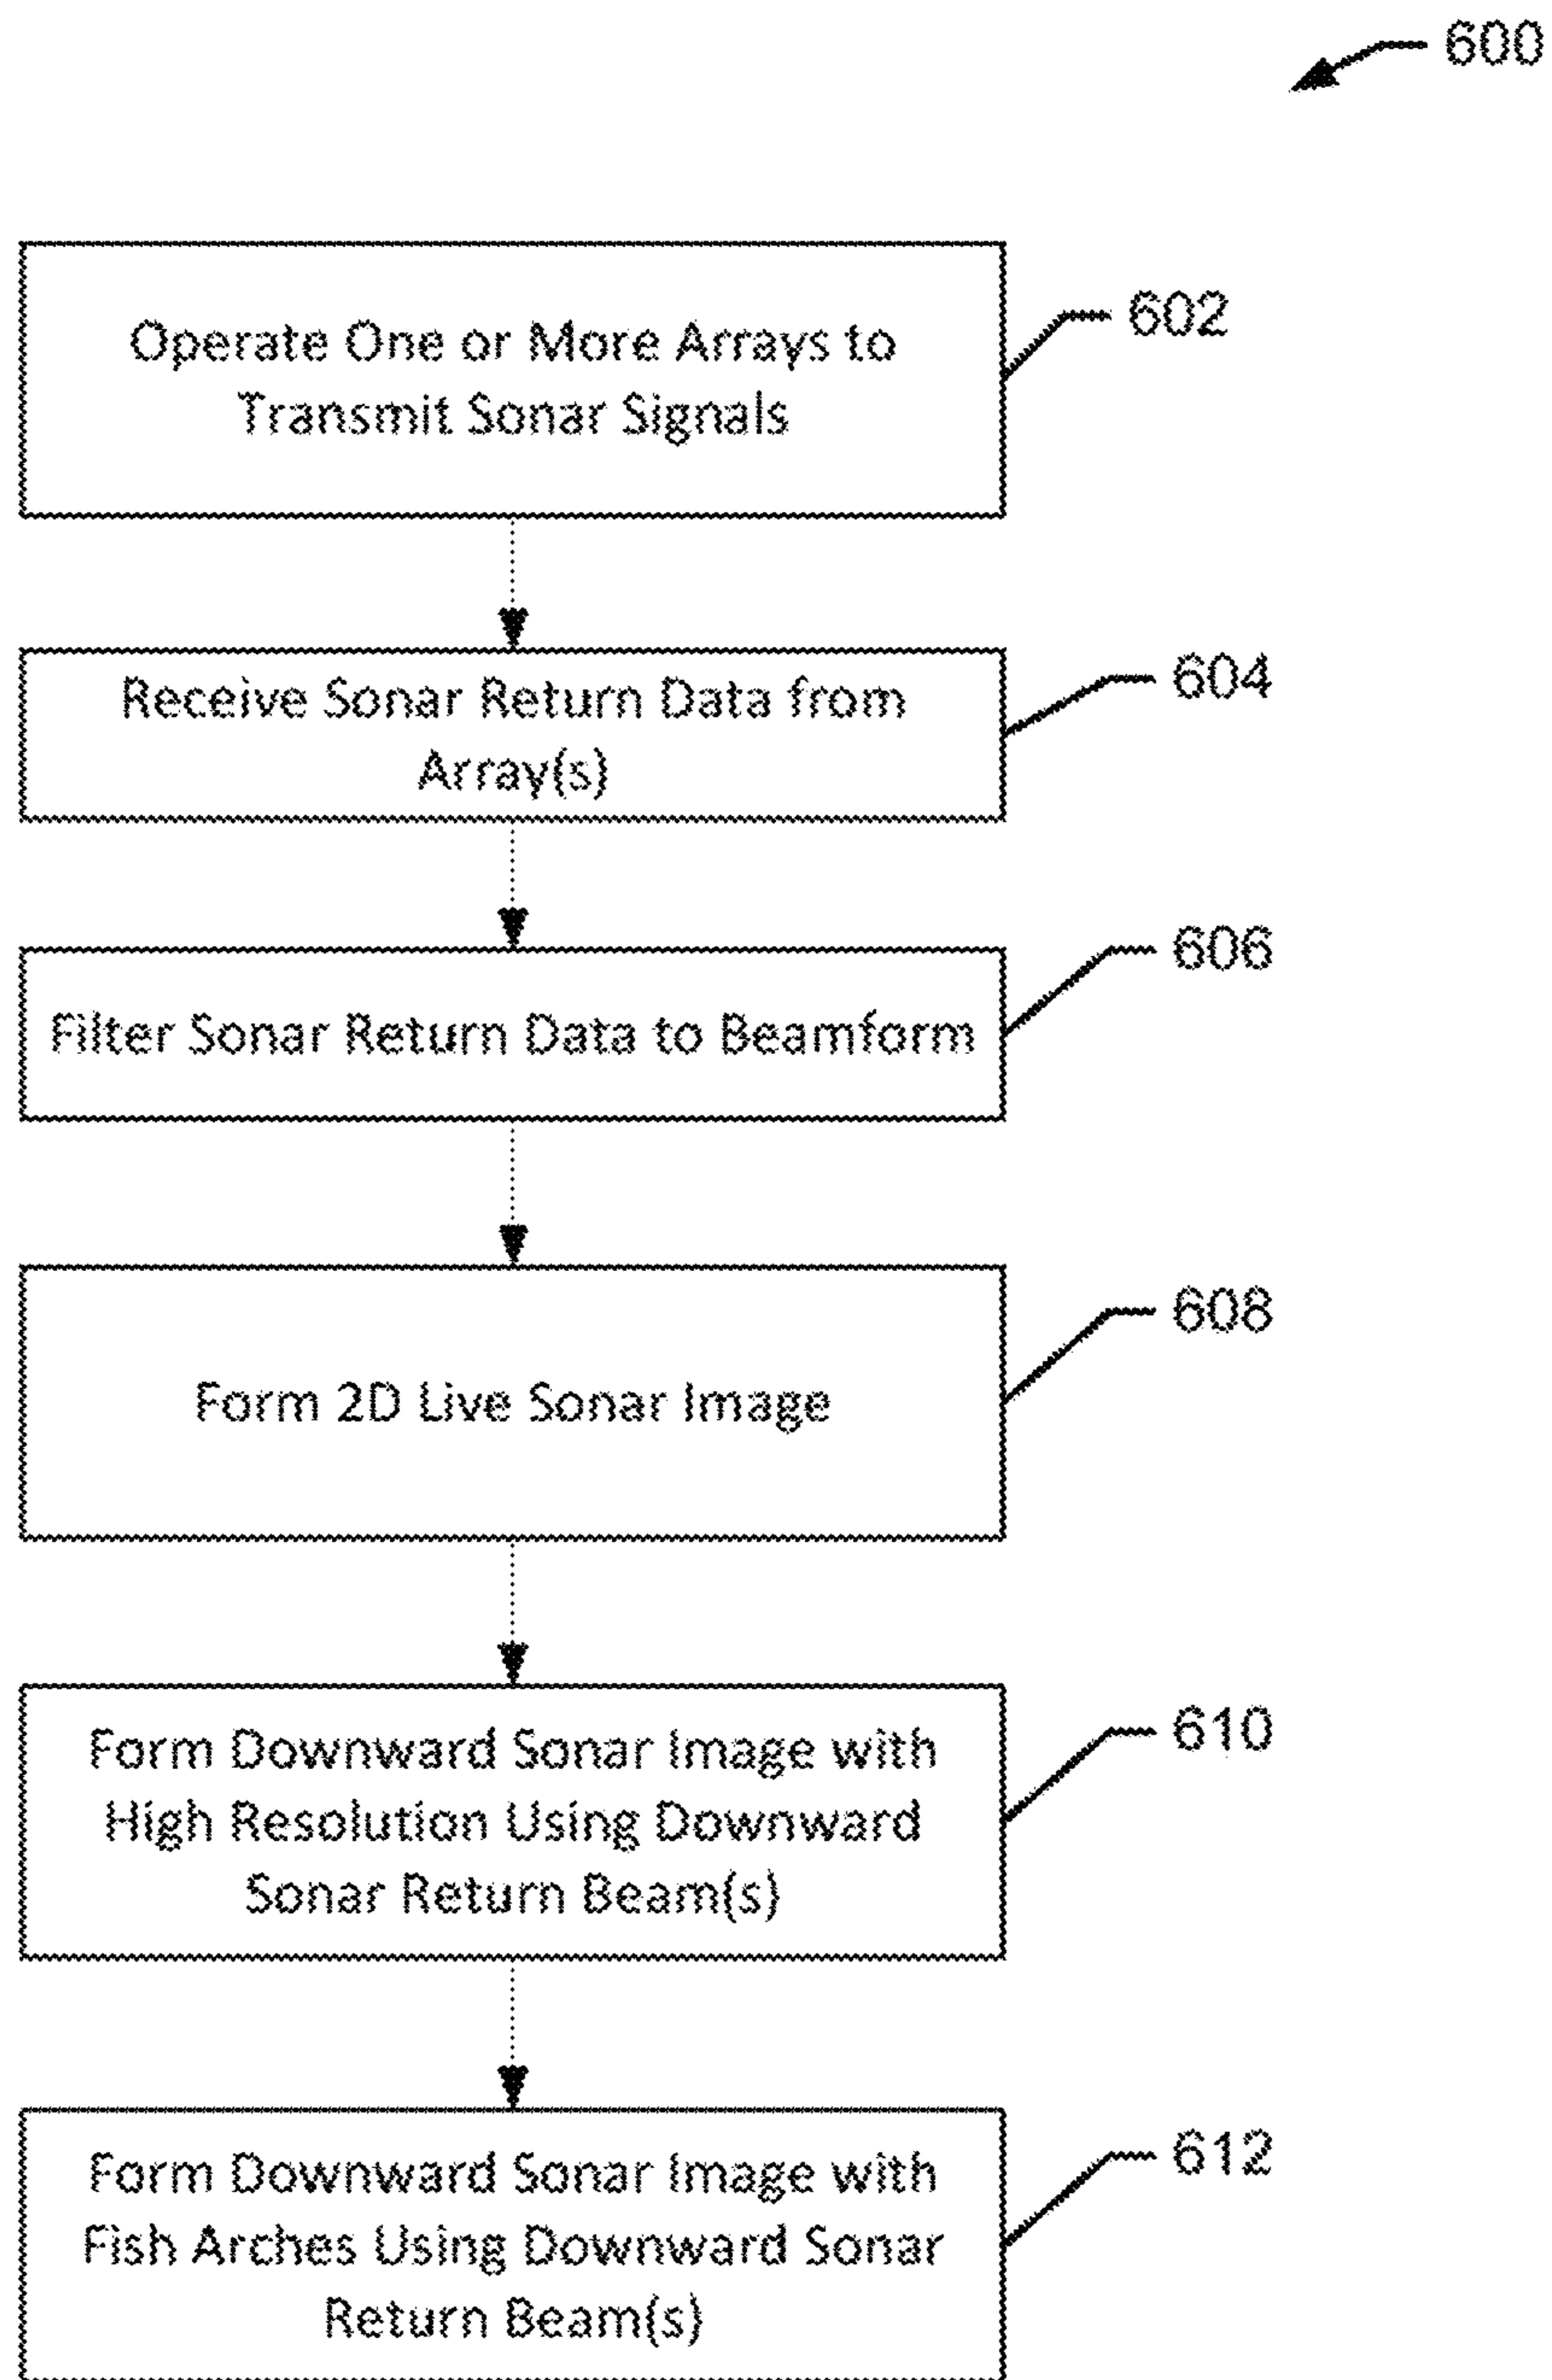 600
Operate One or More Arrays to
Transmit Sonar Signals
602
Receive Sonar Return Data from
Array(s)
604
Filter Sonar Return Data to Beamform
606
Form 2D Live Sonar Image
608
Form Downward Sonar Image with
High Resolution Using Downward
Sonar Return Beam(s)
610
Form Downward Sonar Image with
Fish Arches Using Downward Sonar
Return Beam(s)
612